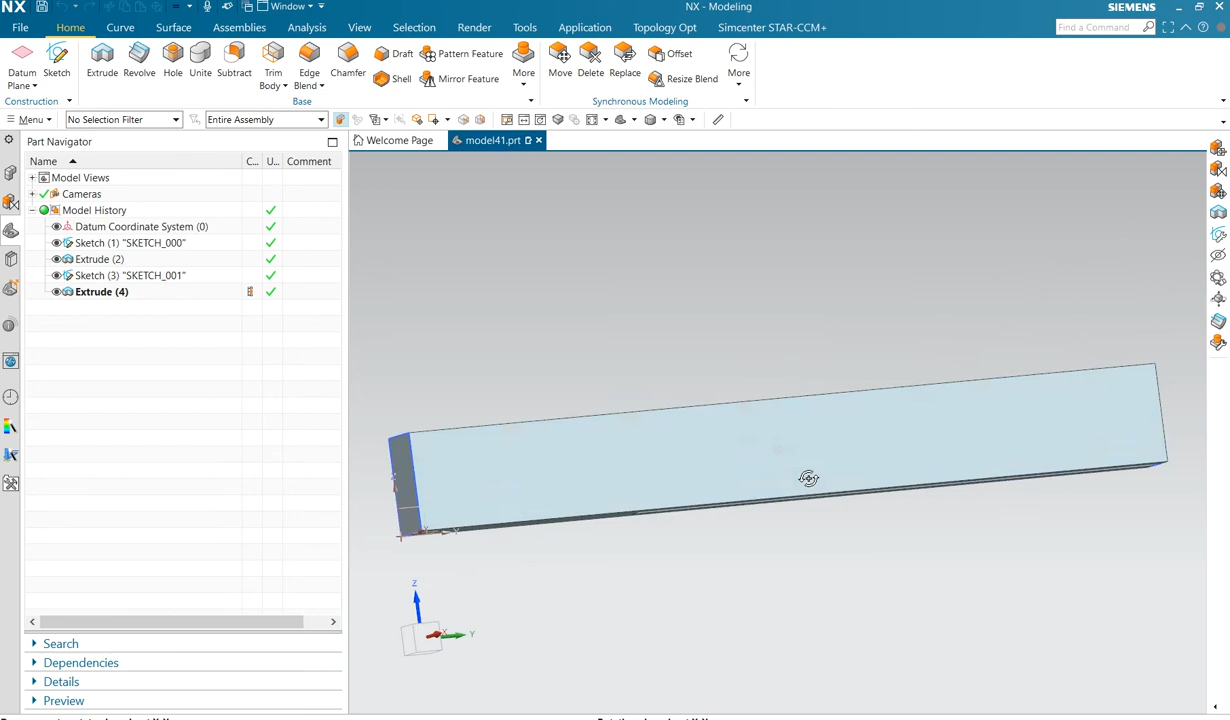 NX
Window
NX - Modeling
SIEMENS
File Home Curve Surface Assemblies Analysis View Selection Render Tools Application Topology Opt Simcenter STAR-CCM+
Find a Command
Datum Plane Sketch Extrude Revolve Hole Unite Subtract Trim Body Edge Blend Chamfer Draft Shell Pattern Feature Mirror Feature More Move Delete Replace Offset Resize Blend More
Construction Base Synchronous Modeling
Menu No Selection Filter Entire Assembly
Part Navigator
Welcome Page model41.prt
Name C... U... Comment
Model Views
Cameras
Model History
Datum Coordinate System (0)
Sketch (1) "SKETCH_000"
Extrude (2)
Sketch (3) "SKETCH_001"
Extrude (4)
Y
Z
X
Y
Search
Dependencies
Details
Preview